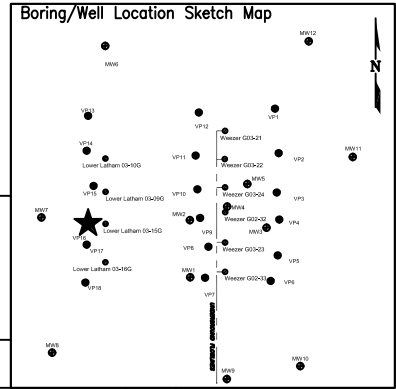 Boring/Well Location Sketch Map
MW12
MW6
N
VP13
VP12
VP1
Weezer G03-21
VP14
Lower Latham 03-10G
VP11
Weezer G03-22
VP2
MW11
VP15
Lower Latham 03-09G
VP10
MW5
Weezer G03-24
VP3
MW7
MW2
MW4
Weezer G02-32
VP4
VP16
Lower Latham 03-15G
VP9
MW3
VP17
VP8
Weezer G03-23
VP5
Lower Latham 03-16G
MW1
Weezer G02-33
VP18
VP7
VP6
UNDERGROUND FLOWLINES
MW8
MW9
MW10